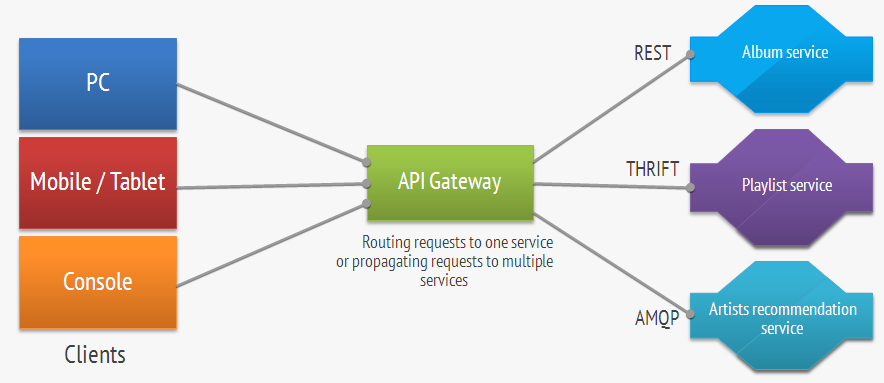 PC
Mobile / Tablet
Console
Clients
API Gateway
Routing requests to one service
or propagating requests to multiple
services
REST
Album service
THRIFT
Playlist service
AMQP
Artists recommendation
service